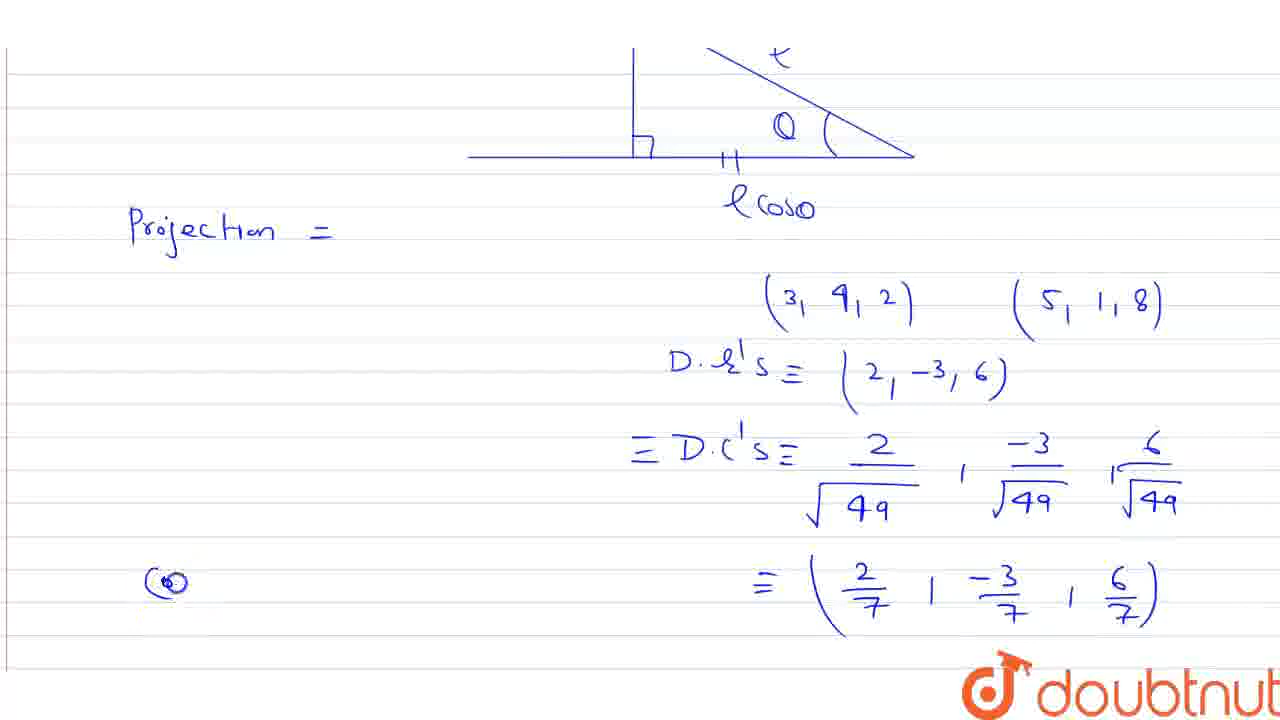 l
θ
l cosθ
Projection =
(3, 4, 2) (5, 1, 8)
D.r's ≡ (2, -3, 6)
≡ D.c's ≡ 2/√49 , -3/√49 , 6/√49
≡ (2/7 , -3/7 , 6/7)
doubtnut